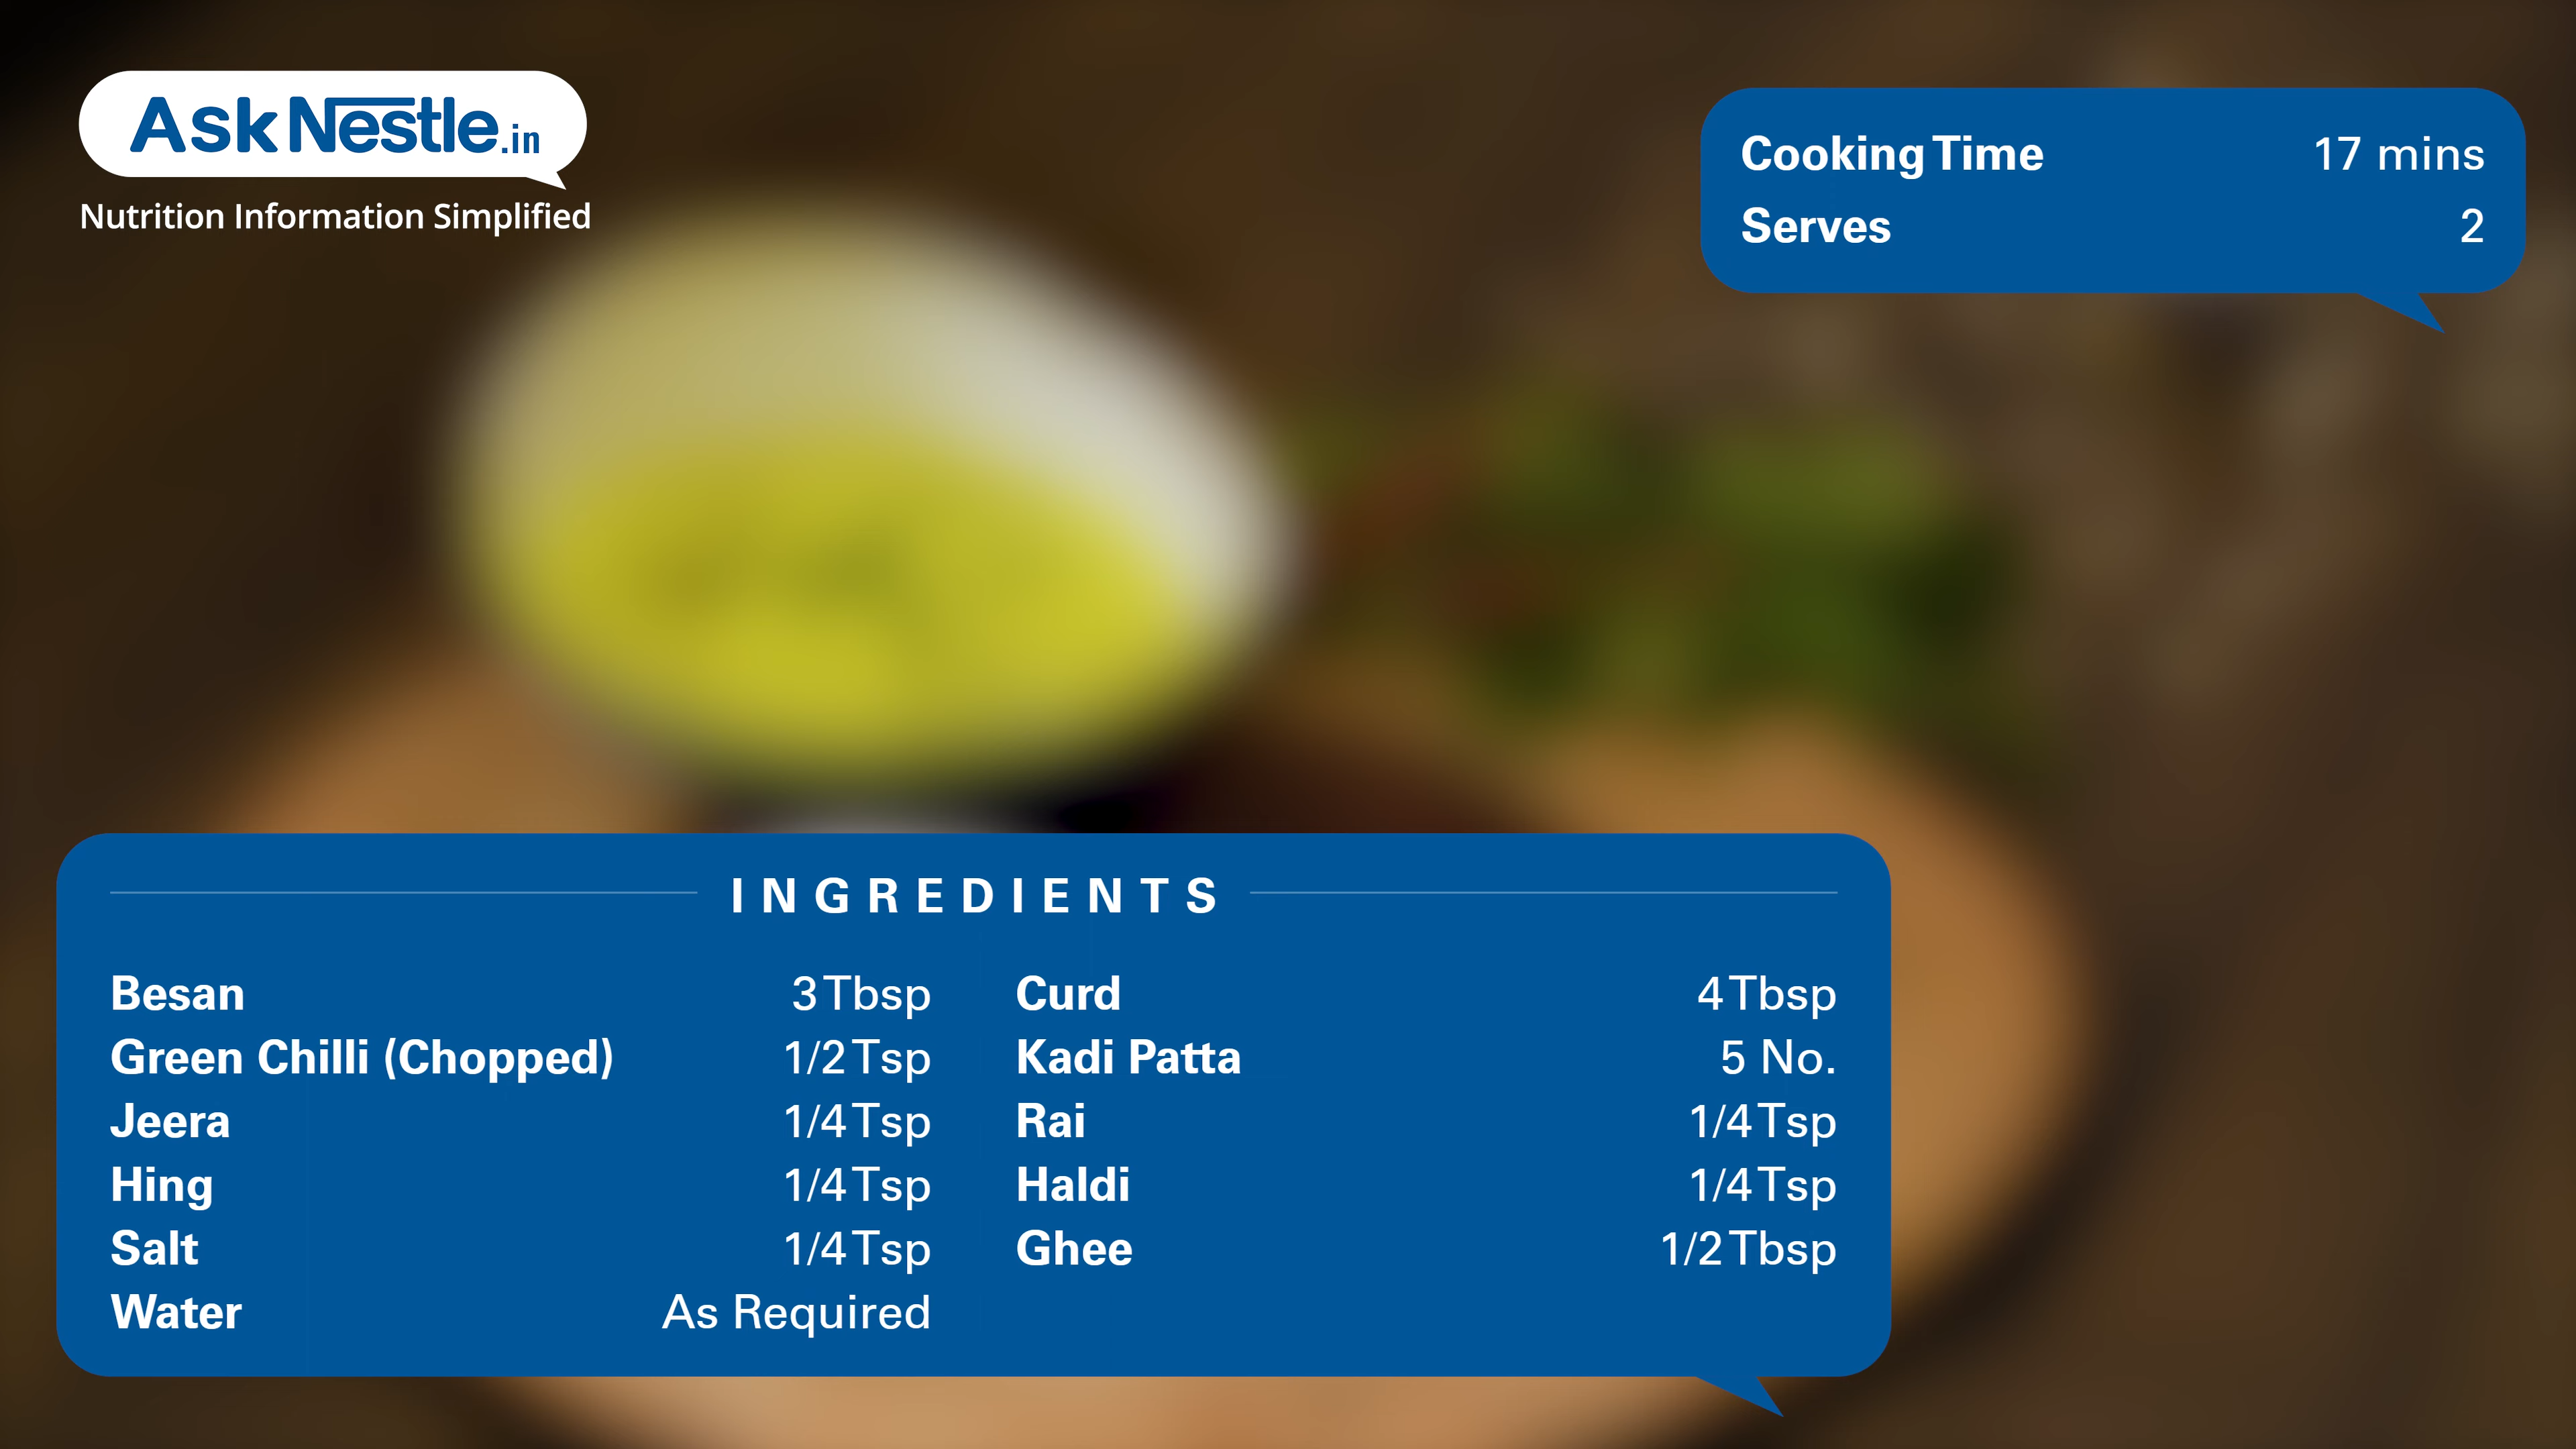 Ask Nestle.in
Nutrition Information Simplified
Cooking Time 17 mins
Serves 2
INGREDIENTS
Besan 3 Tbsp
Green Chilli (Chopped) 1/2 Tsp
Jeera 1/4 Tsp
Hing 1/4 Tsp
Salt 1/4 Tsp
Water As Required
Curd 4 Tbsp
Kadi Patta 5 No.
Rai 1/4 Tsp
Haldi 1/4 Tsp
Ghee 1/2 Tbsp